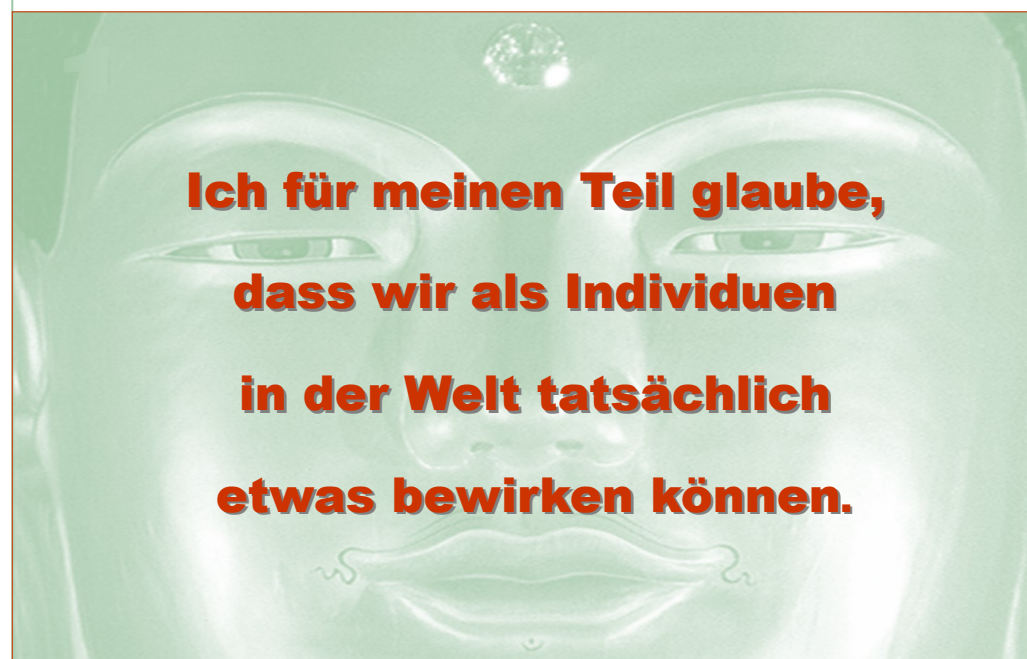 Ich für meinen Teil glaube,
dass wir als Individuen
in der Welt tatsächlich
etwas bewirken können.